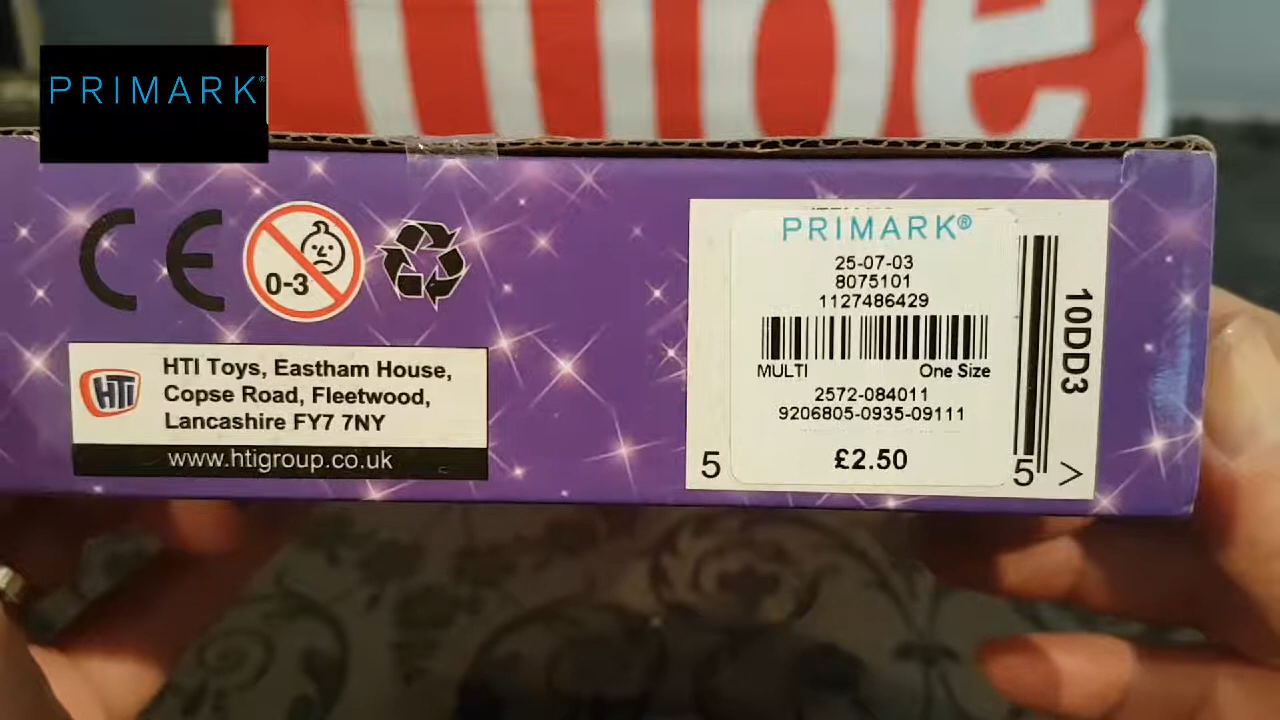 PRIMARK®
CE
0-3
HTI
HTI Toys, Eastham House,
Copse Road, Fleetwood,
Lancashire FY7 7NY
www.htigroup.co.uk
PRIMARK®
25-07-03
8075101
1127486429
MULTI One Size
2572-084011
9206805-0935-09111
£2.50
5 5 >
10DD3